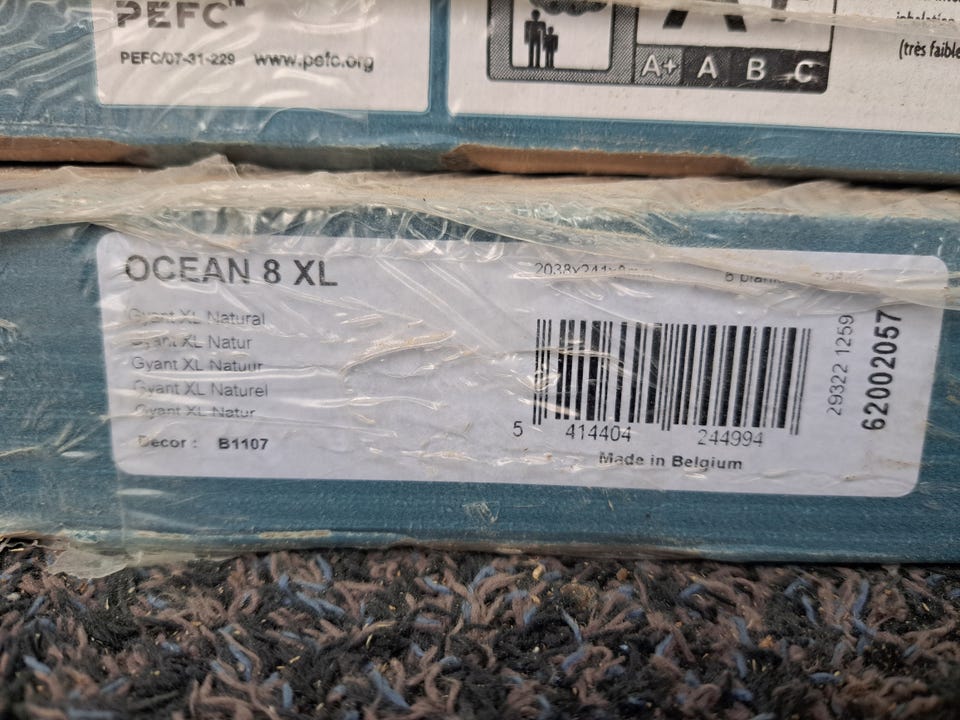 PEFC™
PEFC/07-31-229 www.pefc.org
A+ A B C
(très faible
OCEAN 8 XL
Gyant XL Natural
Gyant XL Natur
Gyant XL Natuur
Gyant XL Naturel
Gyant XL Natur
Decor : B1107
5 414404 244994
Made in Belgium
29322 1259
62002057